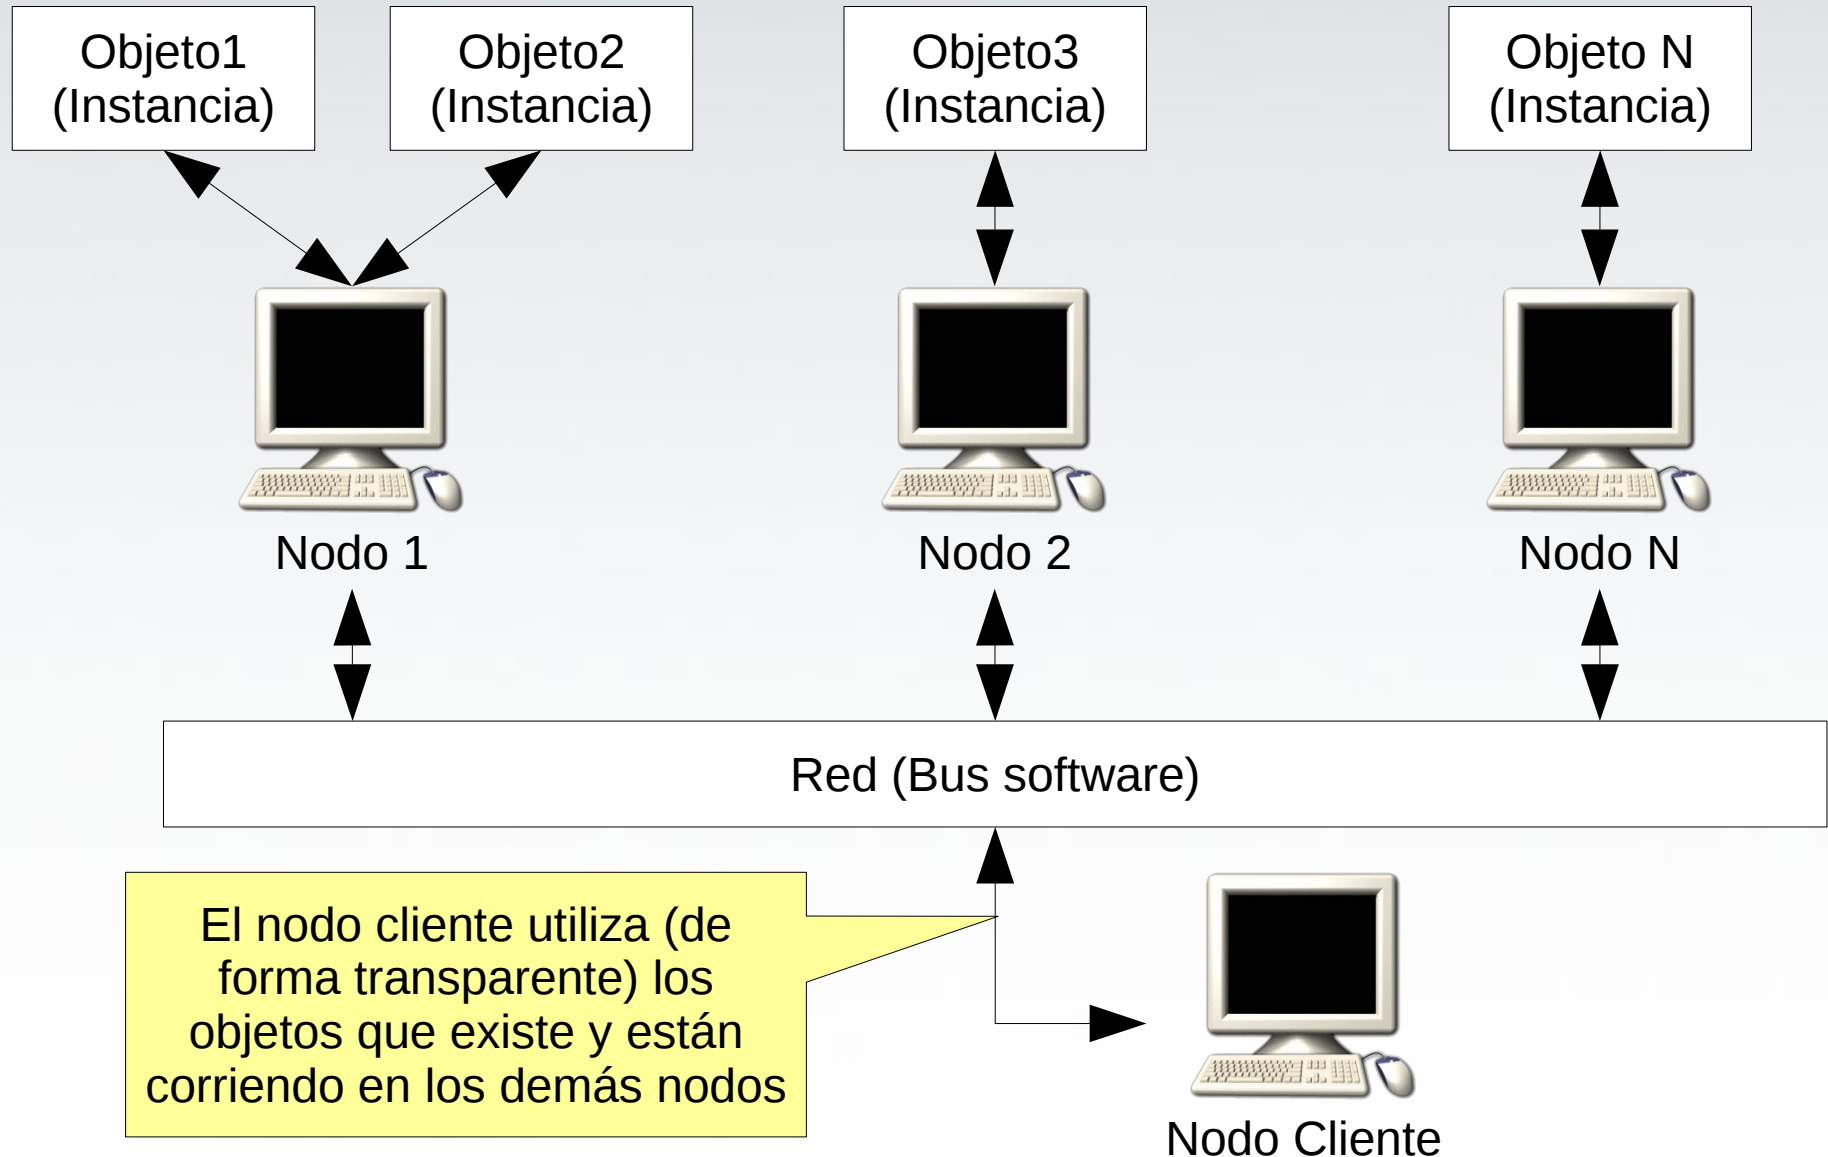 Objeto1
(Instancia)
Objeto2
(Instancia)
Objeto3
(Instancia)
Objeto N
(Instancia)
Nodo 1
Nodo 2
Nodo N
Red (Bus software)
El nodo cliente utiliza (de
forma transparente) los
objetos que existe y están
corriendo en los demás nodos
Nodo Cliente